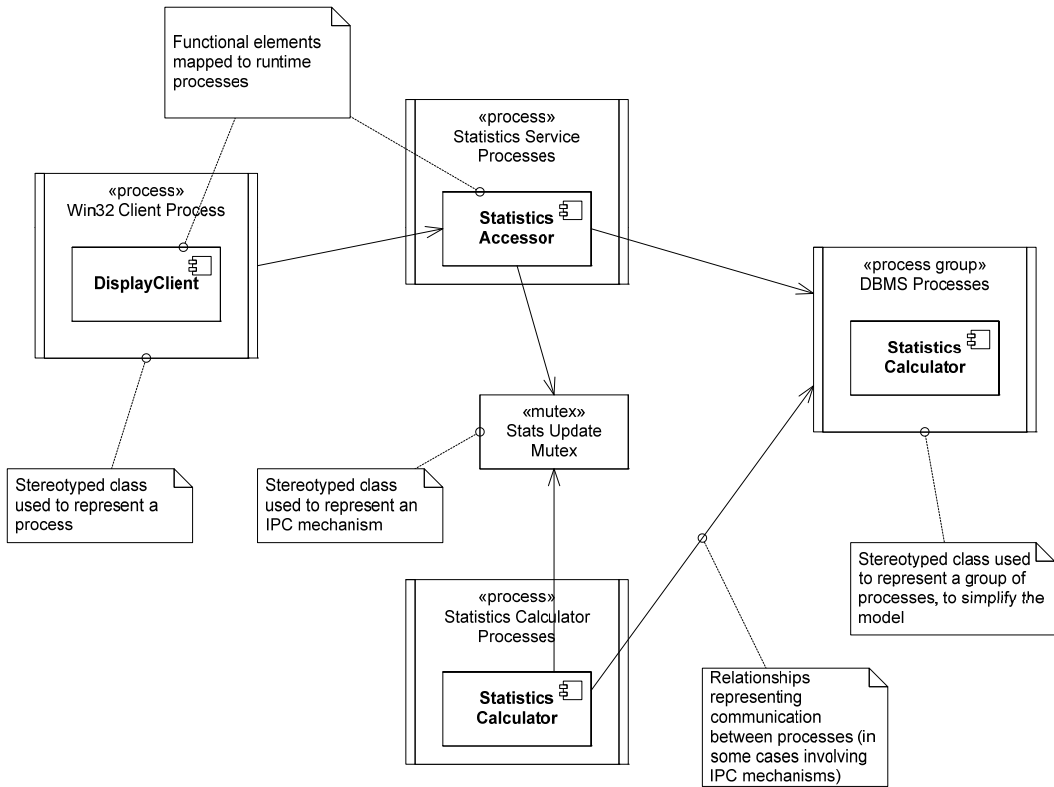 Functional elements
mapped to runtime
processes
«process»
Statistics Service
Processes
Statistics
Accessor
«process»
Win32 Client Process
DisplayClient
«process group»
DBMS Processes
Statistics
Calculator
«mutex»
Stats Update
Mutex
Stereotyped class
used to represent a
process
Stereotyped class
used to represent an
IPC mechanism
Stereotyped class used
to represent a group of
processes, to simplify the
model
«process»
Statistics Calculator
Processes
Statistics
Calculator
Relationships
representing
communication
between processes (in
some cases involving
IPC mechanisms)